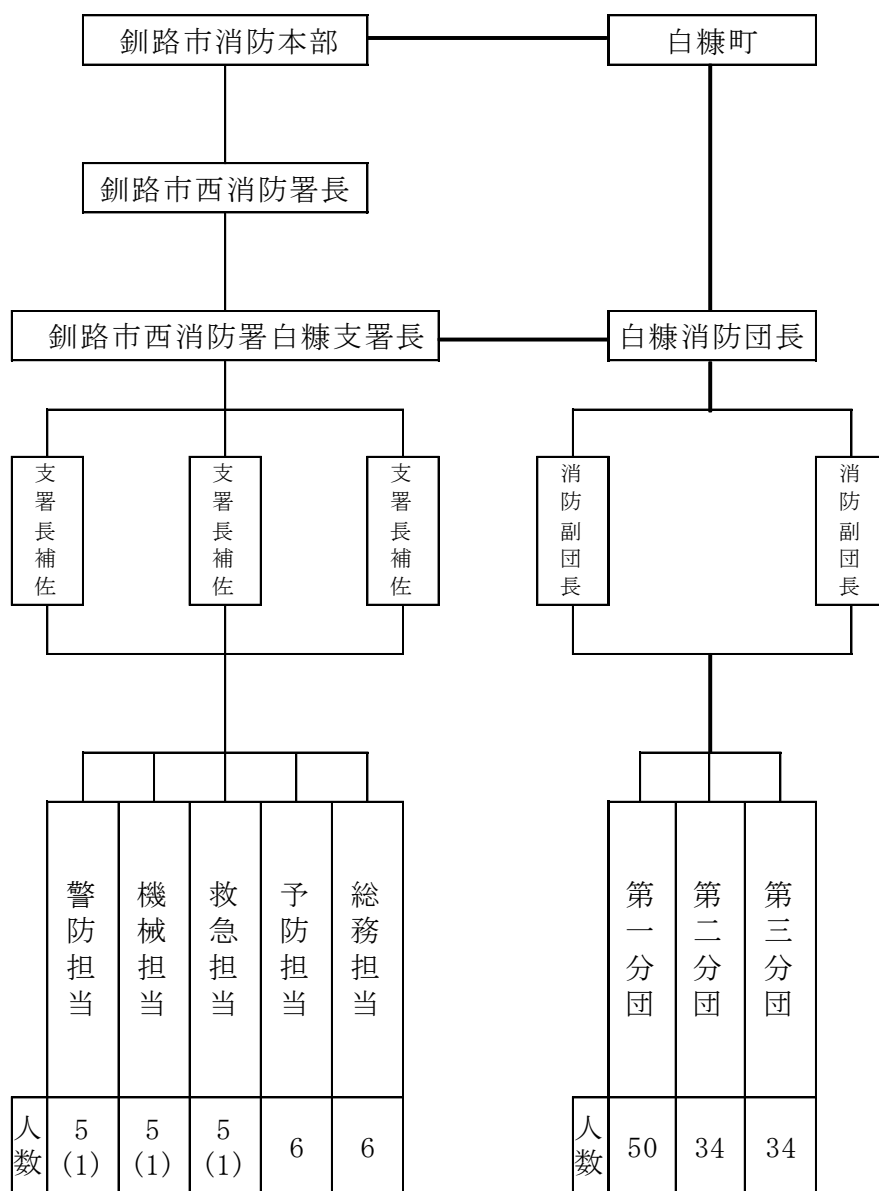 釧路市消防本部
白糠町
釧路市西消防署長
釧路市西消防署白糠支署長
白糠消防団長
支署長補佐
支署長補佐
支署長補佐
消防副団長
消防副団長
警防担当
機械担当
救急担当
予防担当
総務担当
第一分団
第二分団
第三分団
人数
5
(1)
5
(1)
5
(1)
6
6
人数
50
34
34